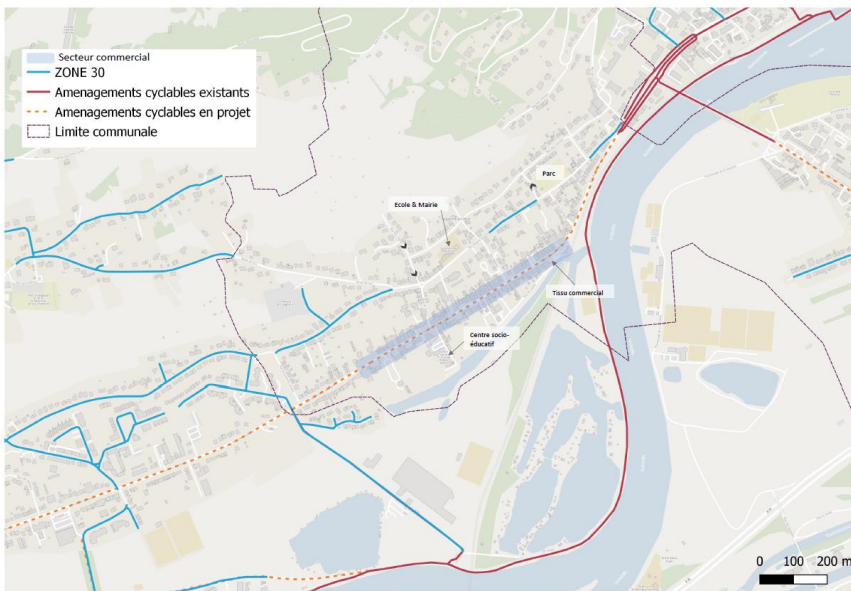 Secteur commercial
ZONE 30
Amenagements cyclables existants
Amenagements cyclables en projet
Limite communale
Parc
Ecole & Mairie
Tissu commercial
Centre socio-
éducatif
0 100 200 m